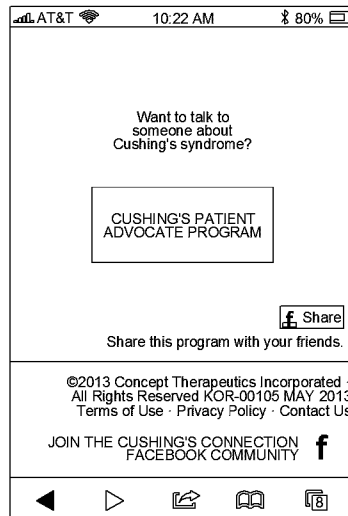 AT&T 10:22 AM 80%
Want to talk to
someone about
Cushing's syndrome?
CUSHING'S PATIENT
ADVOCATE PROGRAM
f Share
Share this program with your friends.
©2013 Concept Therapeutics Incorporated ·
All Rights Reserved KOR-00105 MAY 2013
Terms of Use · Privacy Policy · Contact Us
JOIN THE CUSHING'S CONNECTION
FACEBOOK COMMUNITY f
8